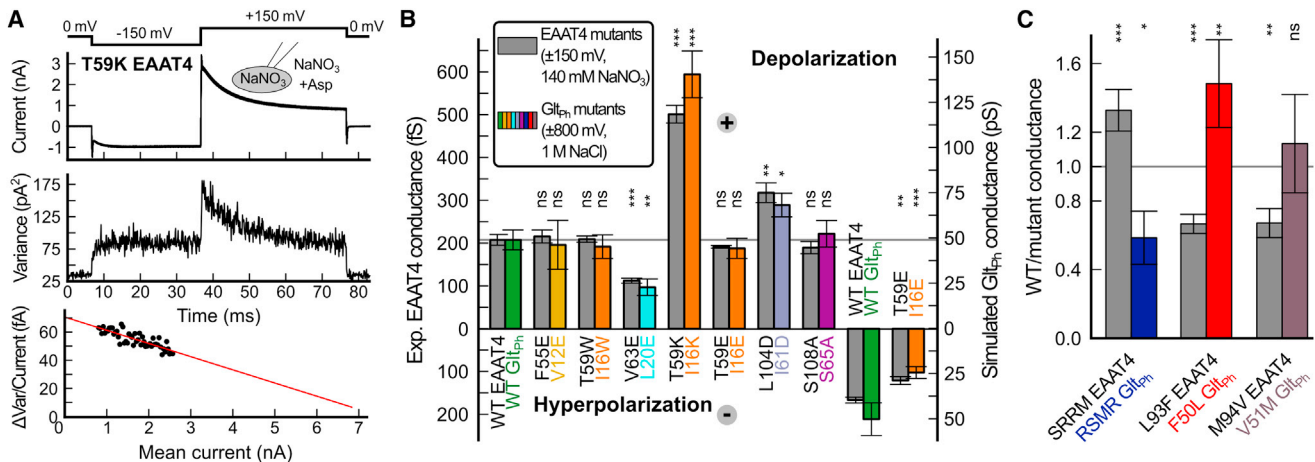 A
0 mV
-150 mV
+150 mV
0 mV
T59K EAAT4
NaNO3
NaNO3
+Asp
Current (nA)
3
2
1
0
-1
Variance (pA2)
175
125
75
25
0 10 20 30 40 50 60 70 80
Time (ms)
ΔVar/Current (fA)
60
40
20
0
0 1 2 3 4 5 6 7
Mean current (nA)
B
EAAT4 mutants
(±150 mV,
140 mM NaNO3)
GltPh mutants
(±800 mV,
1 M NaCl)
Depolarization
+
Hyperpolarization
-
Exp. EAAT4 conductance (fS)
600
500
400
300
200
100
0
100
200
Simulated GltPh conductance (pS)
150
125
100
75
50
25
0
25
50
ns ns
ns ns
*** **
*** ***
ns ns
** *
ns ns
** ***
WT EAAT4
WT GltPh
F55E
V12E
T59W
I16W
V63E
L20E
T59K
I16K
T59E
I16E
L104D
I61D
S108A
S65A
WT EAAT4
WT GltPh
T59E
I16E
C
WT/mutant conductance
1.6
1.2
0.8
0.4
0.0
*** *
*** **
** ns
SRRM EAAT4
RSMR GltPh
L93F EAAT4
F50L GltPh
M94V EAAT4
V51M GltPh